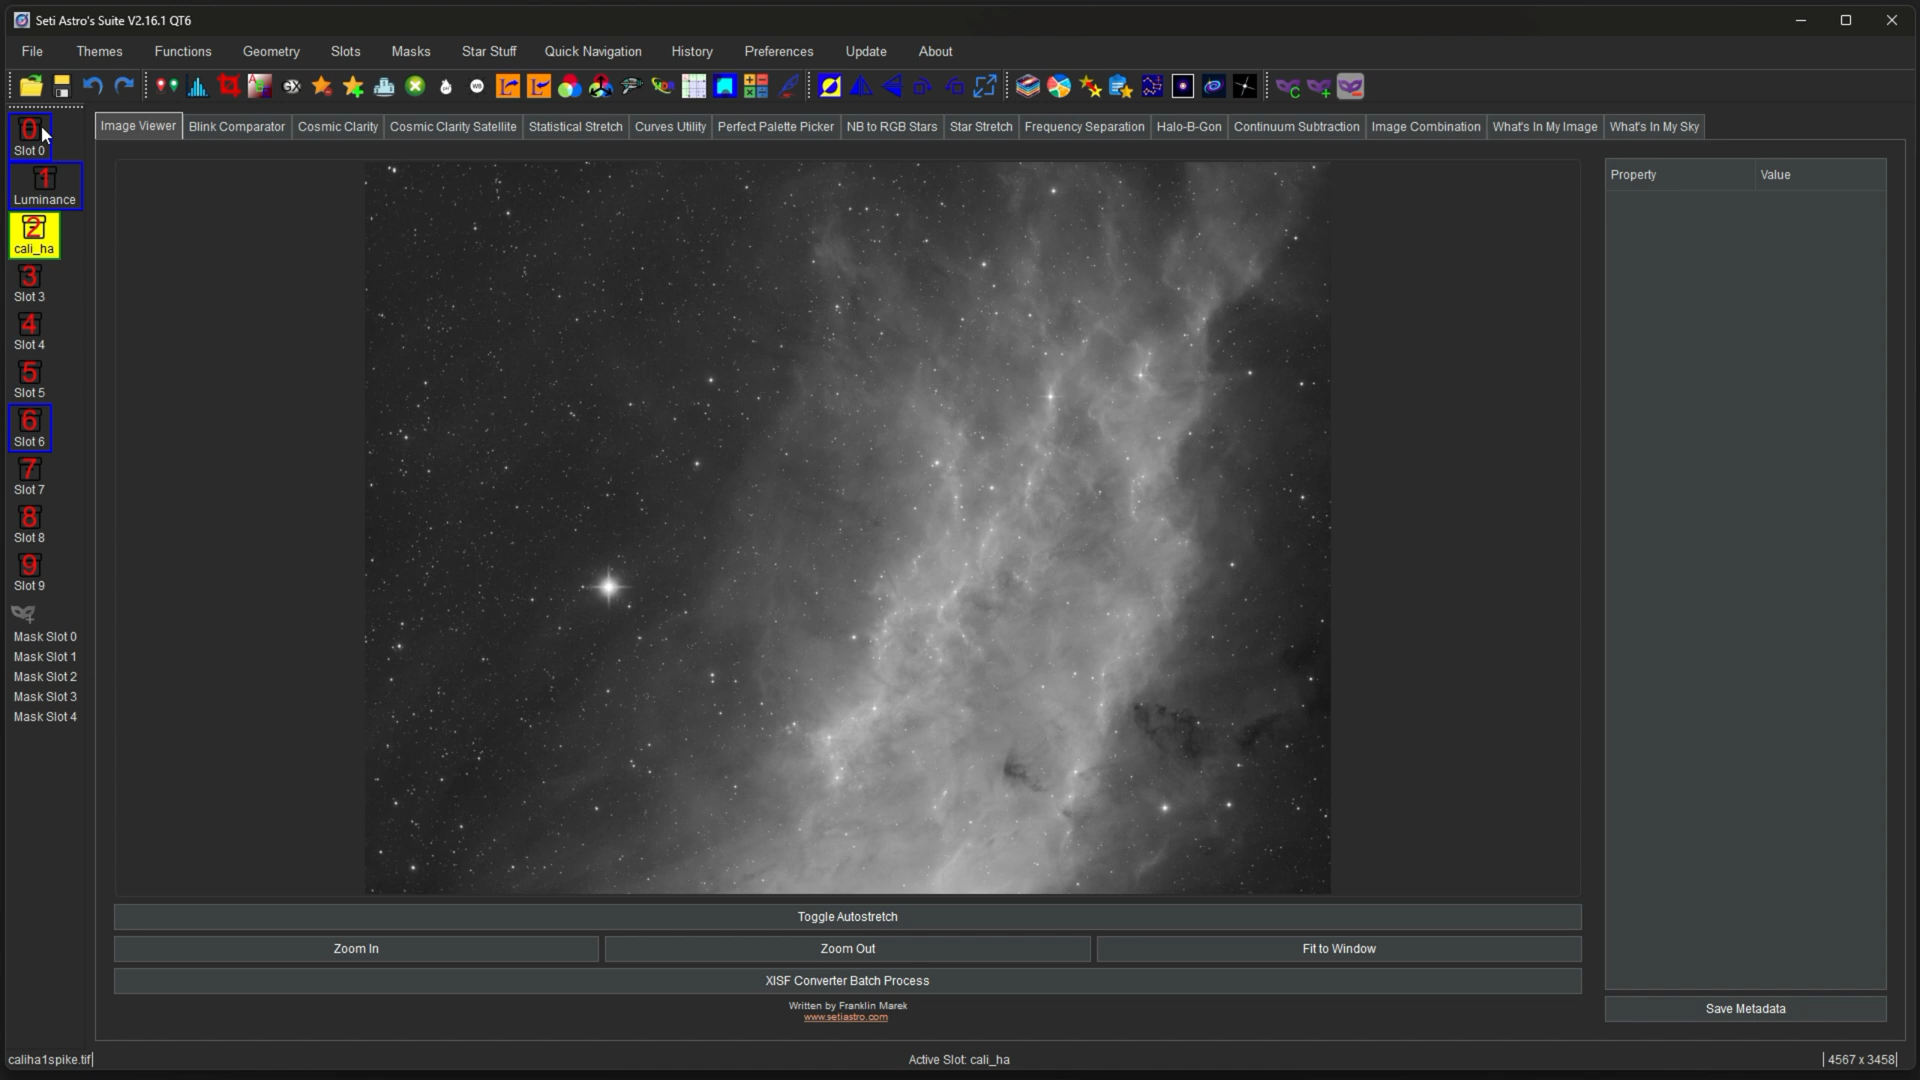 Seti Astro's Suite V2.16.1 QT6
File Themes Functions Geometry Slots Masks Star Stuff Quick Navigation History Preferences Update About
Image Viewer Blink Comparator Cosmic Clarity Cosmic Clarity Satellite Statistical Stretch Curves Utility Perfect Palette Picker NB to RGB Stars Star Stretch Frequency Separation Halo-B-Gon Continuum Subtraction Image Combination What's In My Image What's In My Sky
0
Slot 0
1
Luminance
2
cali_ha
3
Slot 3
4
Slot 4
5
Slot 5
6
Slot 6
7
Slot 7
8
Slot 8
9
Slot 9
Mask Slot 0
Mask Slot 1
Mask Slot 2
Mask Slot 3
Mask Slot 4
Property Value
Toggle Autostretch
Zoom In Zoom Out Fit to Window
XISF Converter Batch Process
Written by Franklin Marek
www.setiastro.com
Save Metadata
caliha1spike.tif Active Slot: cali_ha 4567 x 3458